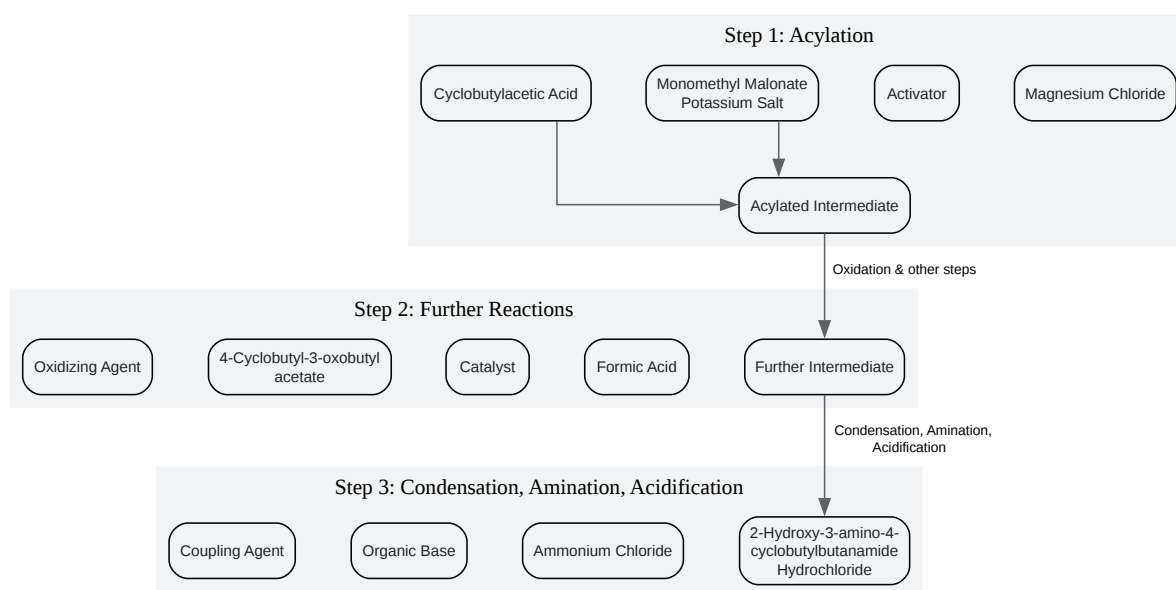 Step 1: Acylation
Cyclobutylacetic Acid
Monomethyl Malonate
Potassium Salt
Activator
Magnesium Chloride
Acylated Intermediate
Oxidation & other steps
Step 2: Further Reactions
Oxidizing Agent
4-Cyclobutyl-3-oxobutyl
acetate
Catalyst
Formic Acid
Further Intermediate
Condensation, Amination,
Acidification
Step 3: Condensation, Amination, Acidification
Coupling Agent
Organic Base
Ammonium Chloride
2-Hydroxy-3-amino-4-
cyclobutylbutanamide
Hydrochloride